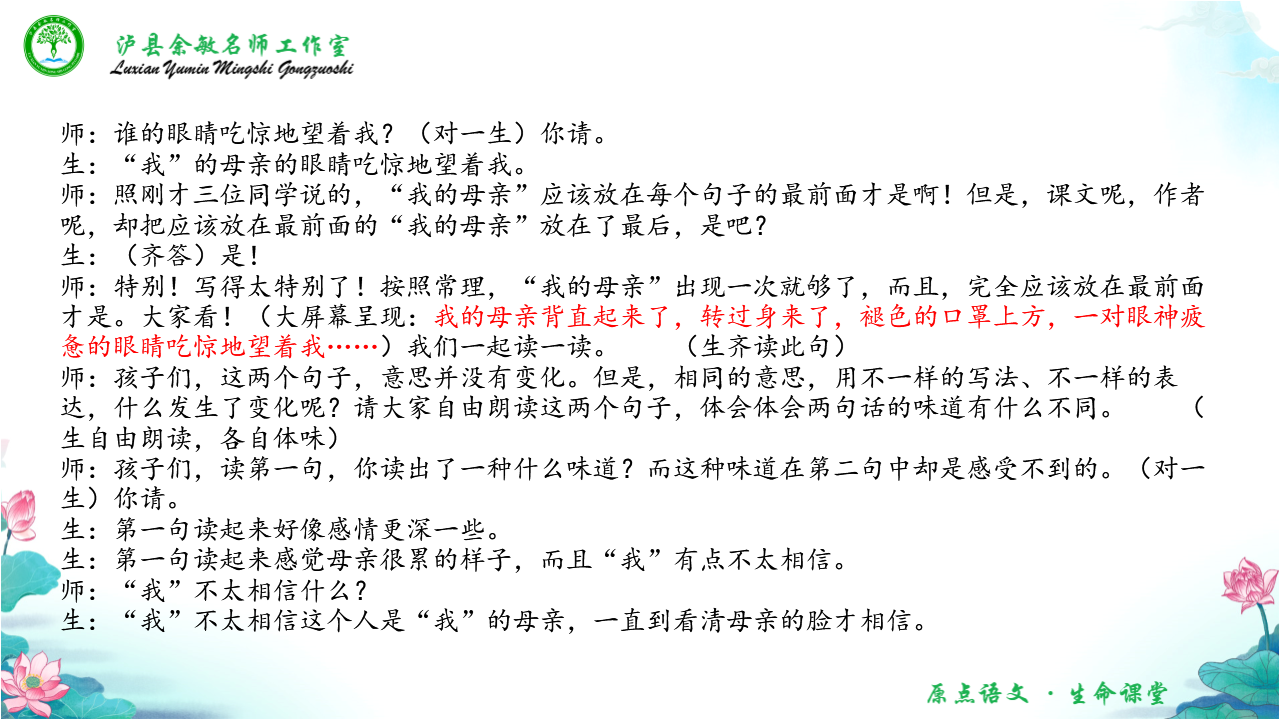 泸县余敏名师工作室
Luxian Yumin Mingshi Gongzuoshi
师：谁的眼睛吃惊地望着我？（对一生）你请。
生：“我”的母亲的眼睛吃惊地望着我。
师：照刚才三位同学说的，“我的母亲”应该放在每个句子的最前面才是啊！但是，课文呢，作者
呢，却把应该放在最前面的“我的母亲”放在了最后，是吧？
生：（齐答）是！
师：特别！写得太特别了！按照常理，“我的母亲”出现一次就够了，而且，完全应该放在最前面
才是。大家看！（大屏幕呈现：我的母亲背直起来了，转过身来了，褪色的口罩上方，一对眼神疲
惫的眼睛吃惊地望着我……）我们一起读一读。 （生齐读此句）
师：孩子们，这两个句子，意思并没有变化。但是，相同的意思，用不一样的写法、不一样的表
达，什么发生了变化呢？请大家自由朗读这两个句子，体会体会两句话的味道有什么不同。 （
生自由朗读，各自体味）
师：孩子们，读第一句，你读出了一种什么味道？而这种味道在第二句中却是感受不到的。（对一
生）你请。
生：第一句读起来好像感情更深一些。
生：第一句读起来感觉母亲很累的样子，而且“我”有点不太相信。
师：“我”不太相信什么？
生：“我”不太相信这个人是“我”的母亲，一直到看清母亲的脸才相信。
原点语文 · 生命课堂